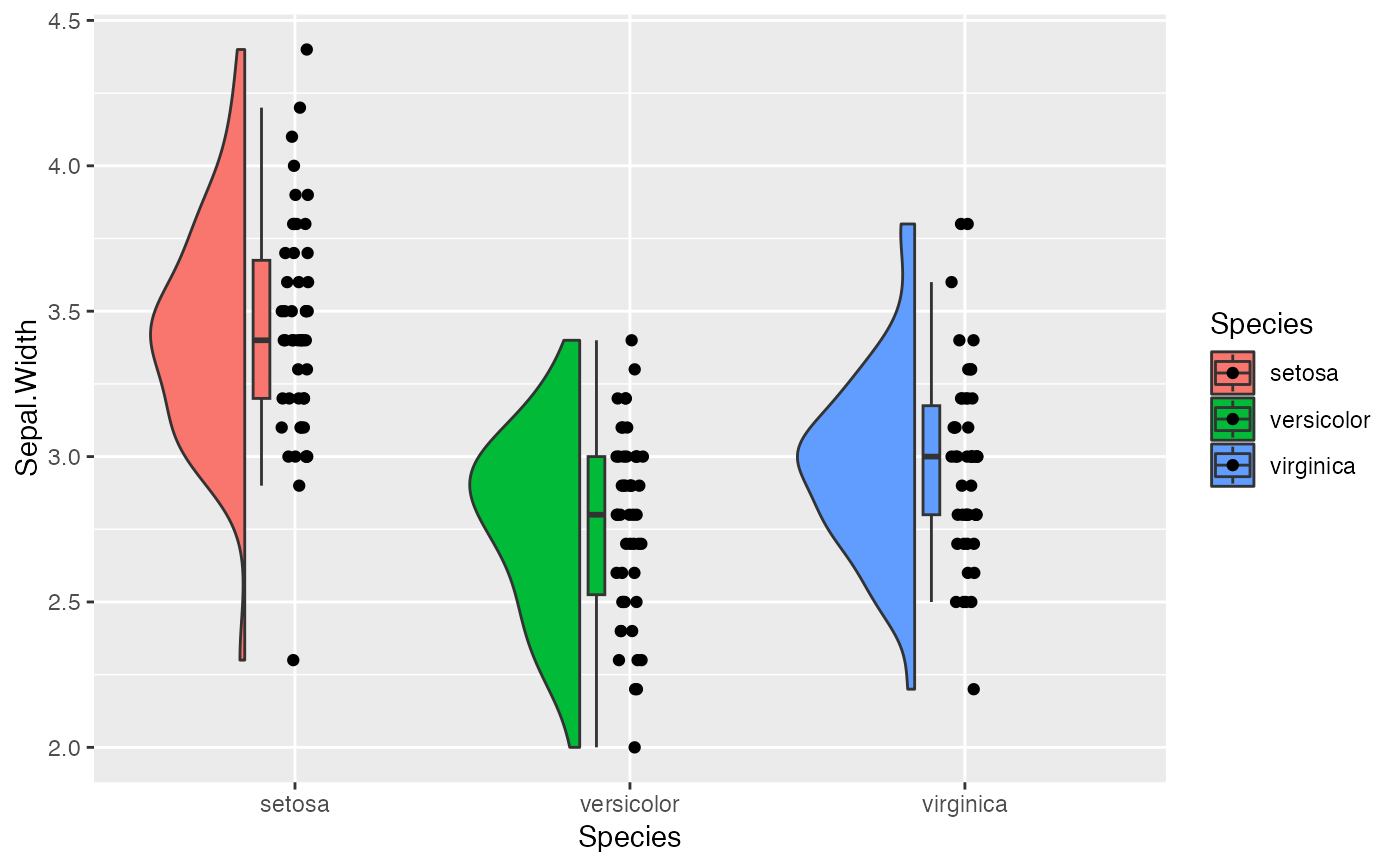 4.5
4.0
3.5
3.0
2.5
2.0
Sepal.Width
setosa
versicolor
virginica
Species
Species
setosa
versicolor
virginica